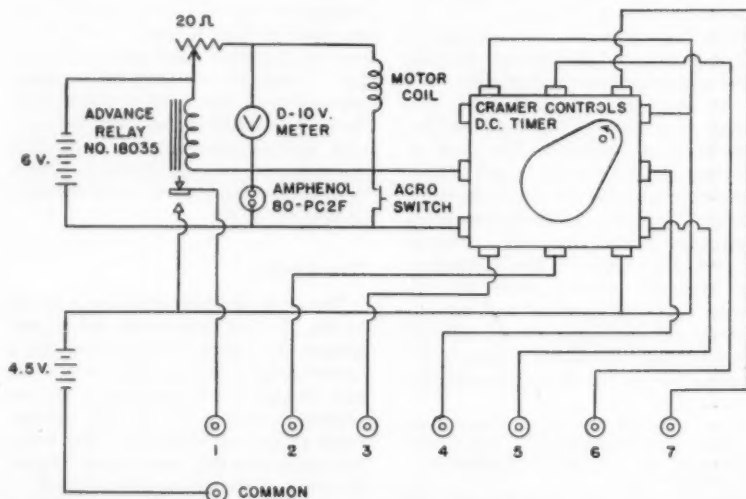 20 Ω
MOTOR
COIL
ADVANCE
RELAY
NO. 18035
0-10 V.
METER
CRAMER CONTROLS
D.C. TIMER
6 V.
AMPHENOL
80-PC2F
ACRO
SWITCH
4.5 V.
1
2
3
4
5
6
7
COMMON